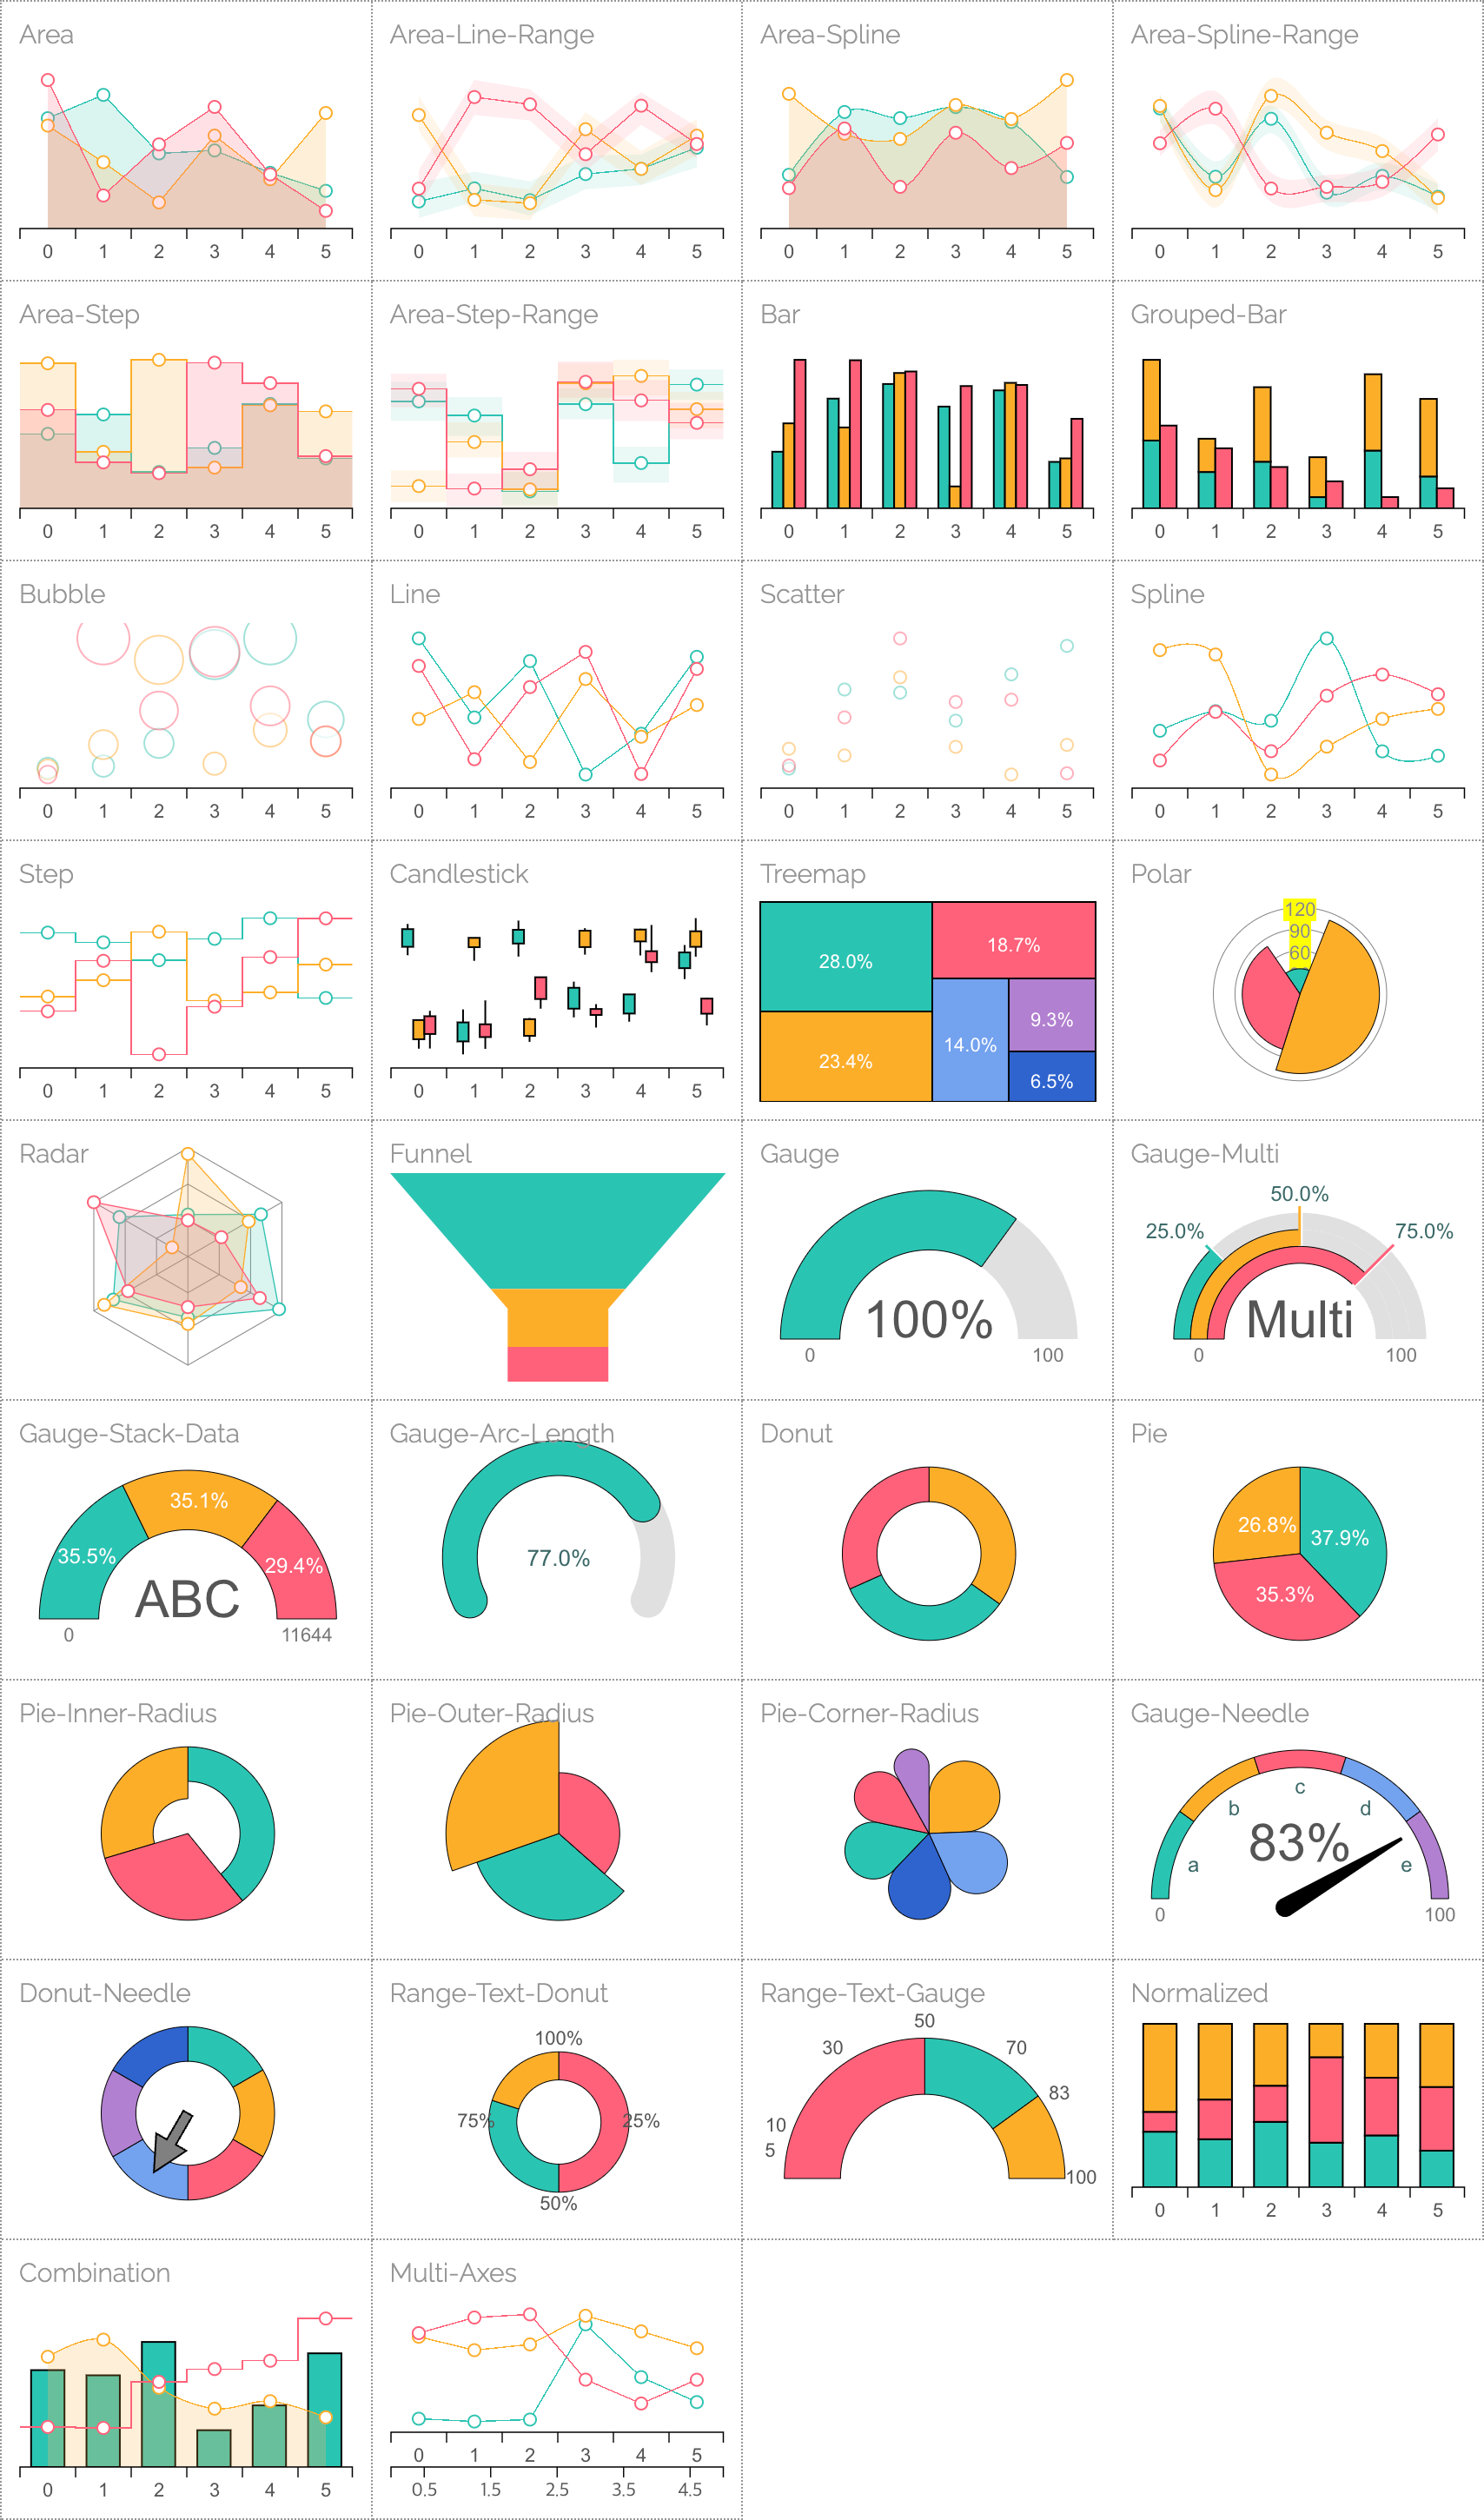 Area
0 1 2 3 4 5
Area-Line-Range
0 1 2 3 4 5
Area-Spline
0 1 2 3 4 5
Area-Spline-Range
0 1 2 3 4 5
Area-Step
0 1 2 3 4 5
Area-Step-Range
0 1 2 3 4 5
Bar
0 1 2 3 4 5
Grouped-Bar
0 1 2 3 4 5
Bubble
0 1 2 3 4 5
Line
0 1 2 3 4 5
Scatter
0 1 2 3 4 5
Spline
0 1 2 3 4 5
Step
0 1 2 3 4 5
Candlestick
0 1 2 3 4 5
Treemap
18.7%
28.0%
9.3%
14.0%
23.4%
6.5%
Polar
120
90
60
Radar
Funnel
Gauge
100%
0 100
Gauge-Multi
50.0%
25.0% 75.0%
Multi
0 100
Gauge-Stack-Data
35.1%
35.5% 29.4%
ABC
0 11644
Gauge-Arc-Length
77.0%
Donut
Pie
26.8% 37.9%
35.3%
Pie-Inner-Radius
Pie-Outer-Radius
Pie-Corner-Radius
Gauge-Needle
c
b d
83%
a e
0 100
Donut-Needle
Range-Text-Donut
100%
75% 25%
50%
Range-Text-Gauge
50
30 70
83
10
5
100
Normalized
0 1 2 3 4 5
Combination
0 1 2 3 4 5
Multi-Axes
0 1 2 3 4 5
0.5 1.5 2.5 3.5 4.5